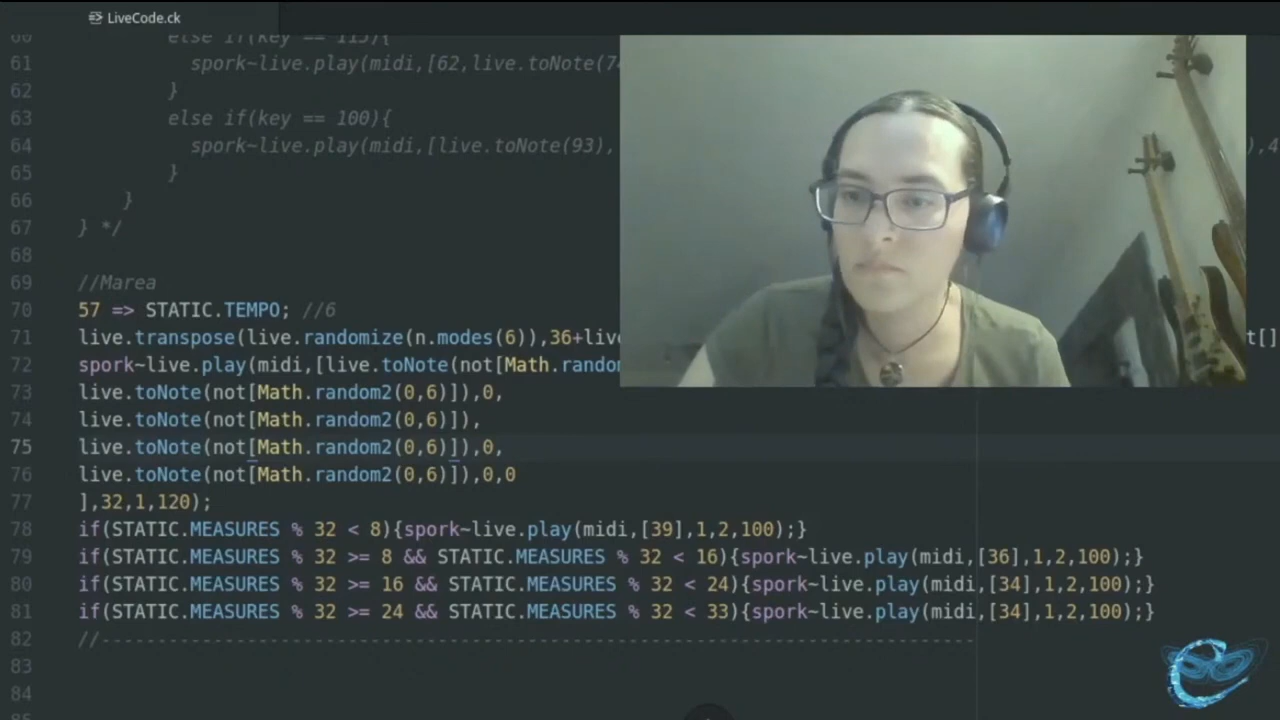 LiveCode.ck
60 else if(key == 115){
61 spork~live.play(midi,[62,live.toNote(74
62 }
63 else if(key == 100){
64 spork~live.play(midi,[live.toNote(93), ),4
65 }
66 }
67 } */
68
69 //Marea
70 57 => STATIC.TEMPO; //6
71 live.transpose(live.randomize(n.modes(6)),36+live t[]
72 spork~live.play(midi,[live.toNote(not[Math.rando
73 live.toNote(not[Math.random2(0,6)]),0,
74 live.toNote(not[Math.random2(0,6)]),
75 live.toNote(not[Math.random2(0,6)]),0,
76 live.toNote(not[Math.random2(0,6)]),0,0
77 ],32,1,120);
78 if(STATIC.MEASURES % 32 < 8){spork~live.play(midi,[39],1,2,100);}
79 if(STATIC.MEASURES % 32 >= 8 && STATIC.MEASURES % 32 < 16){spork~live.play(midi,[36],1,2,100);}
80 if(STATIC.MEASURES % 32 >= 16 && STATIC.MEASURES % 32 < 24){spork~live.play(midi,[34],1,2,100);}
81 if(STATIC.MEASURES % 32 >= 24 && STATIC.MEASURES % 32 < 33){spork~live.play(midi,[34],1,2,100);}
82 //------------------------------------------------------------------------------
83
84